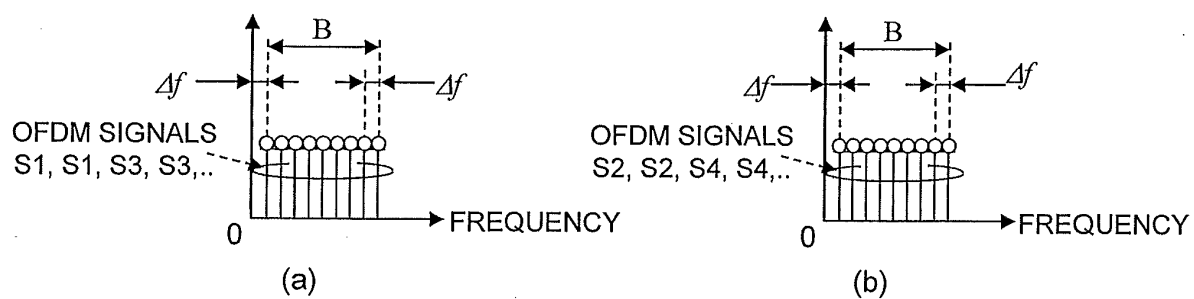 B
Δf
Δf
OFDM SIGNALS
S1, S1, S3, S3,..
0
FREQUENCY
(a)
B
Δf
Δf
OFDM SIGNALS
S2, S2, S4, S4,..
0
FREQUENCY
(b)